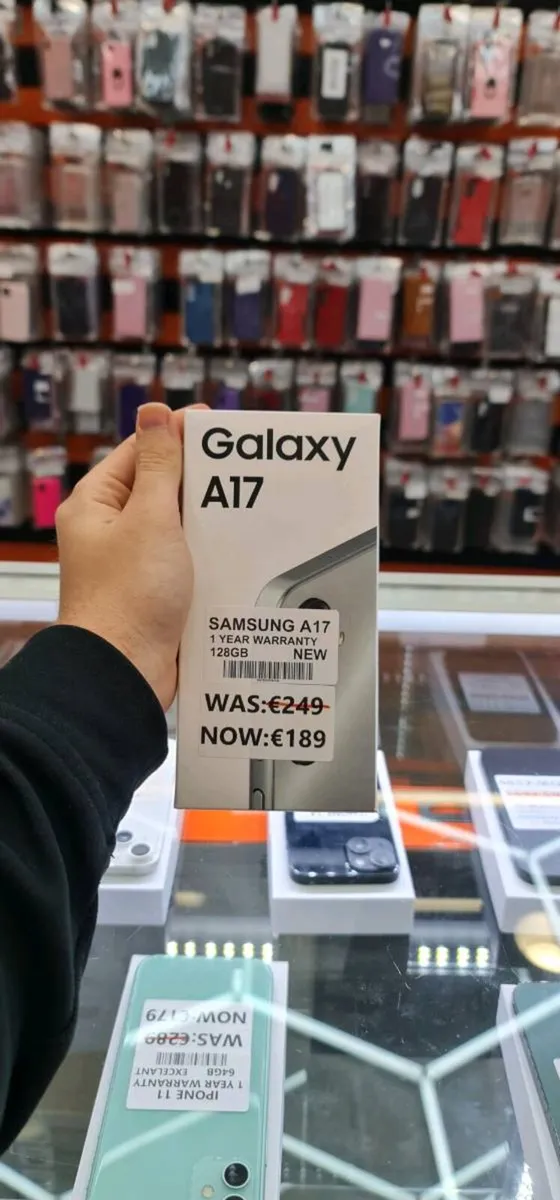 Galaxy
A17
SAMSUNG A17
1 YEAR WARRANTY
128GB NEW
WAS:€249
NOW:€189
IPONE 11
1 YEAR WARRANTY
64GB EXCELANT
WAS:€289
NOW:€179